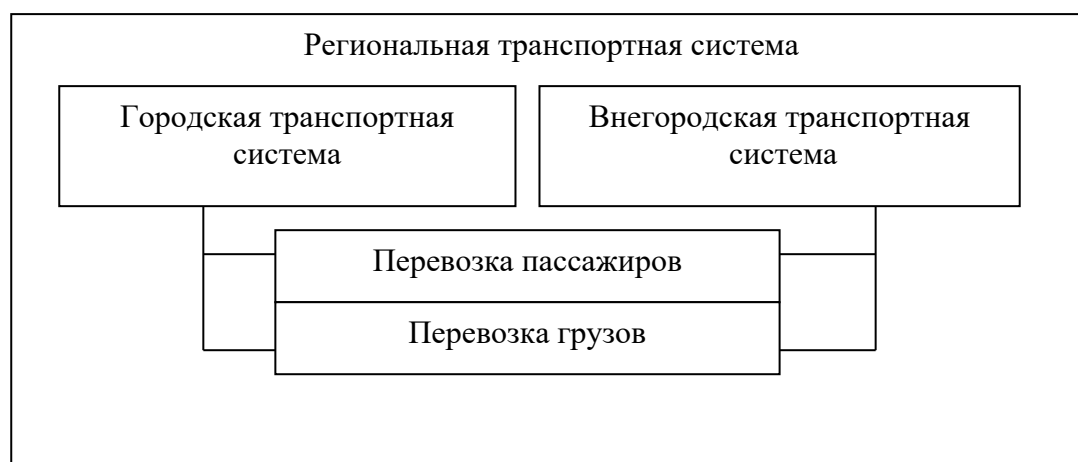 Региональная транспортная система
Городская транспортная
система
Внегородская транспортная
система
Перевозка пассажиров
Перевозка грузов